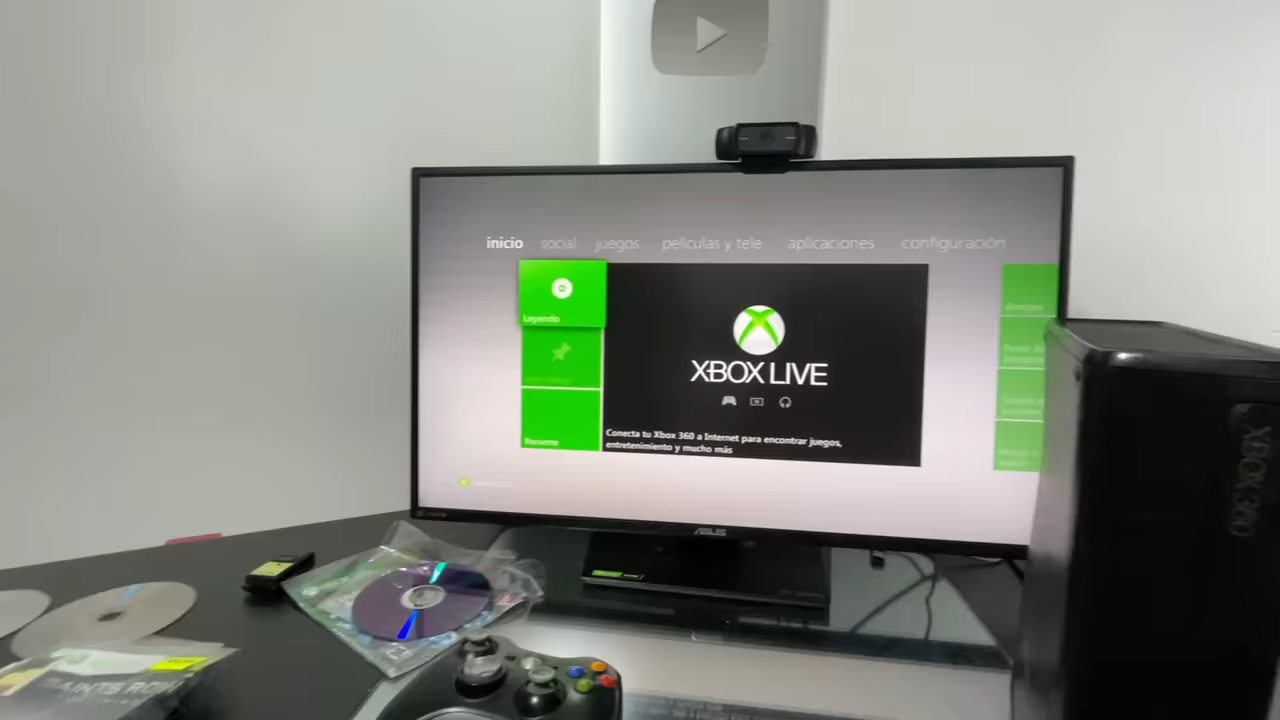 inicio social juegos películas y tele aplicaciones configuración
Leyendo
Reciente
XBOX LIVE
Conecta tu Xbox 360 a Internet para encontrar juegos,
entretenimiento y mucho más
ASUS
XBOX 360